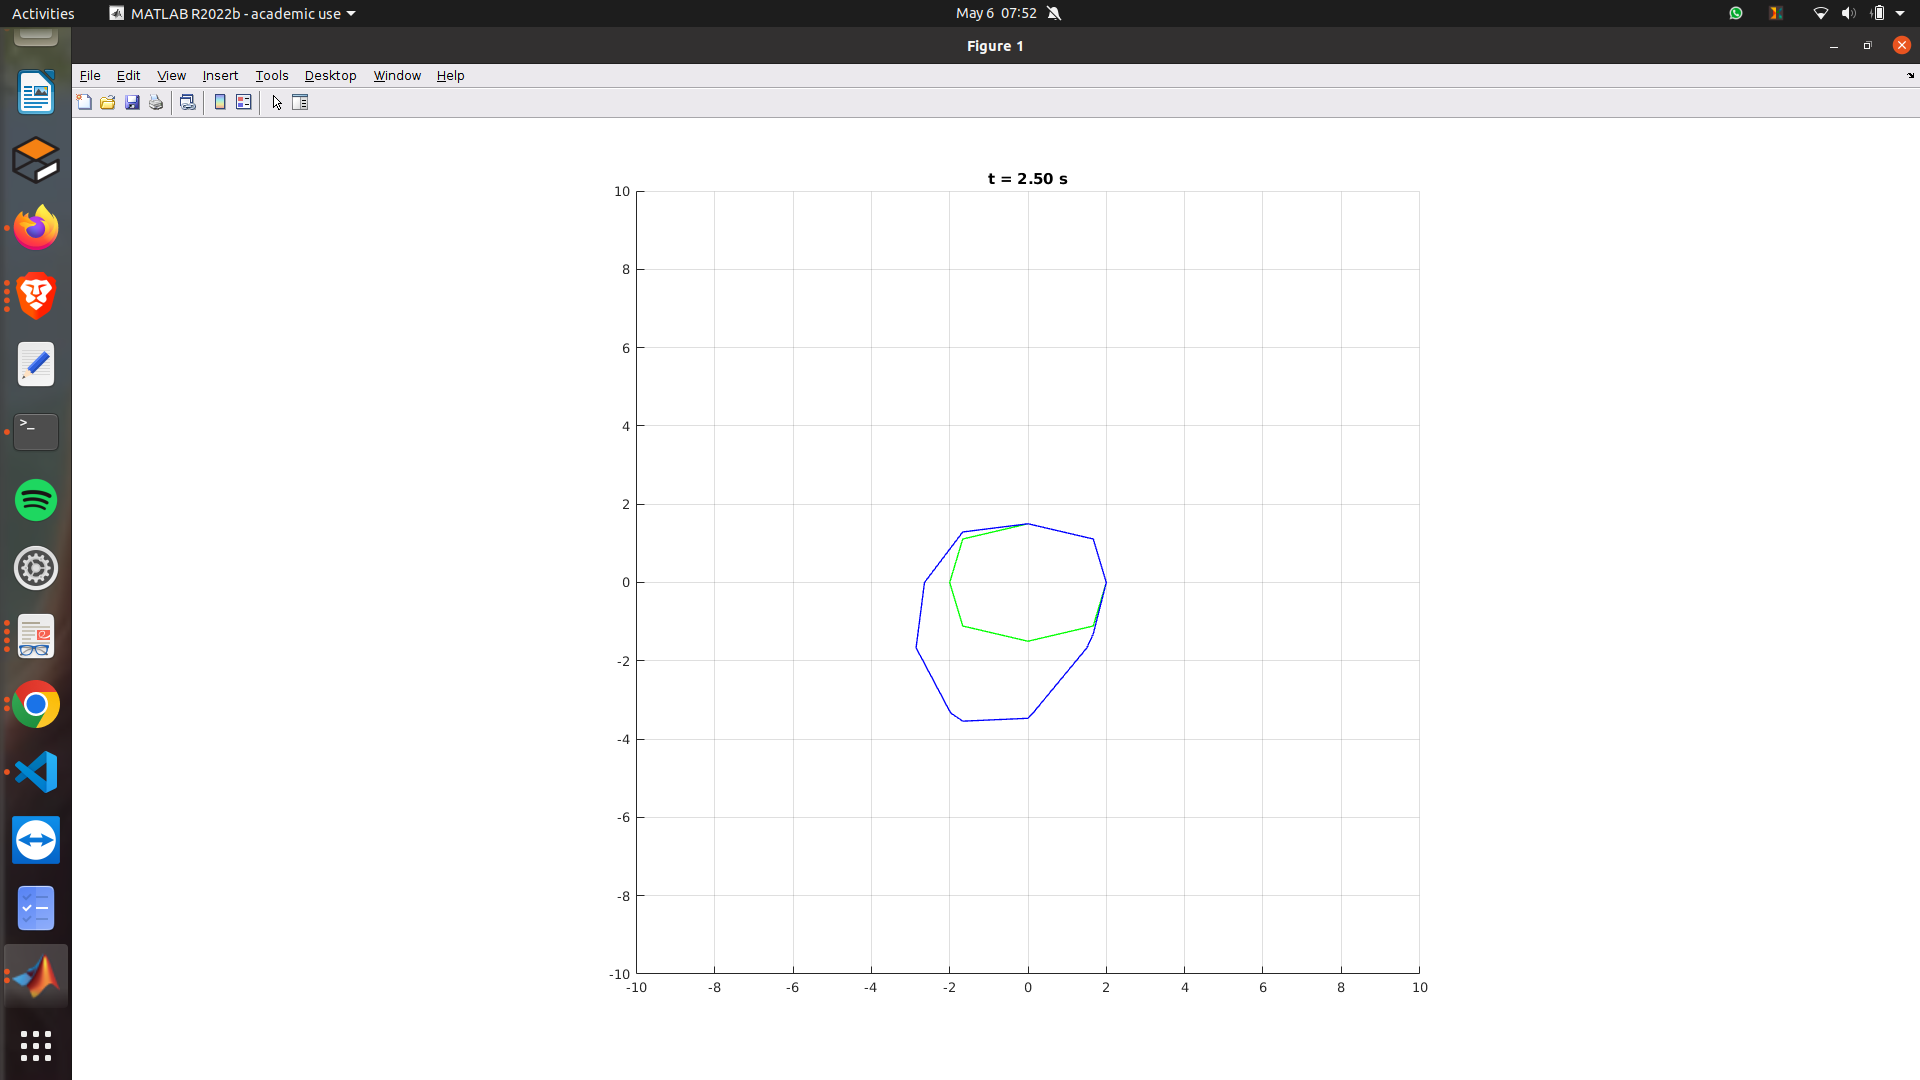 Activities MATLAB R2022b - academic use May 6 07:52
Figure 1
File Edit View Insert Tools Desktop Window Help
t = 2.50 s
10
8
6
4
2
0
-2
-4
-6
-8
-10
-10 -8 -6 -4 -2 0 2 4 6 8 10
>_